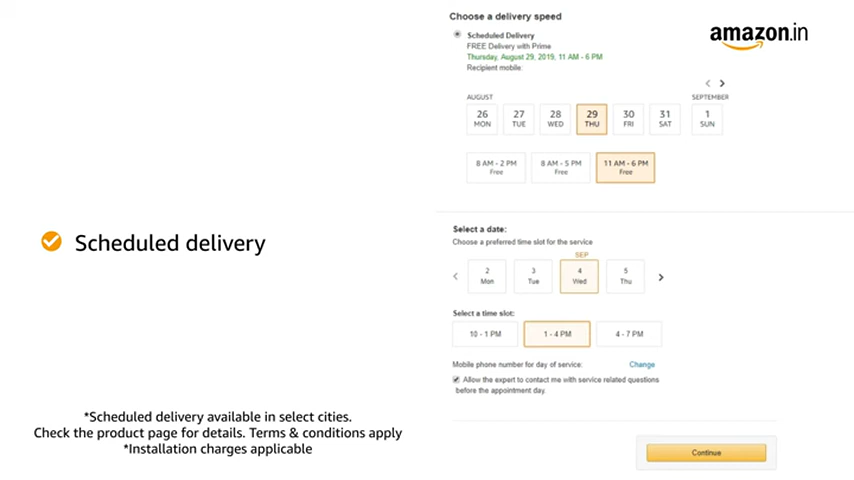 Choose a delivery speed
amazon.in
Scheduled Delivery
FREE Delivery with Prime
Thursday, August 29, 2019, 11 AM - 6 PM
Recipient mobile:
AUGUST
SEPTEMBER
26 27 28 29 30 31 1
MON TUE WED THU FRI SAT SUN
8 AM - 2 PM 8 AM - 5 PM 11 AM - 6 PM
Free Free Free
Scheduled delivery
Select a date:
Choose a preferred time slot for the service
SEP
2 3 4 5
Mon Tue Wed Thu
Select a time slot:
10 - 1 PM 1 - 4 PM 4 - 7 PM
Mobile phone number for day of service: Change
Allow the expert to contact me with service related questions
before the appointment day.
*Scheduled delivery available in select cities.
Check the product page for details. Terms & conditions apply
*Installation charges applicable
Continue